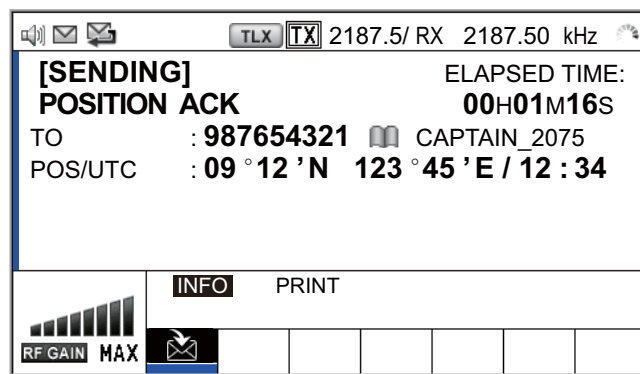 TLX TX 2187.5/ RX 2187.50 kHz
[SENDING] ELAPSED TIME:
POSITION ACK 00H01M16S
TO : 987654321 CAPTAIN_2075
POS/UTC : 09 °12 ’N 123 °45 ’E / 12 : 34
INFO PRINT
RF GAIN MAX